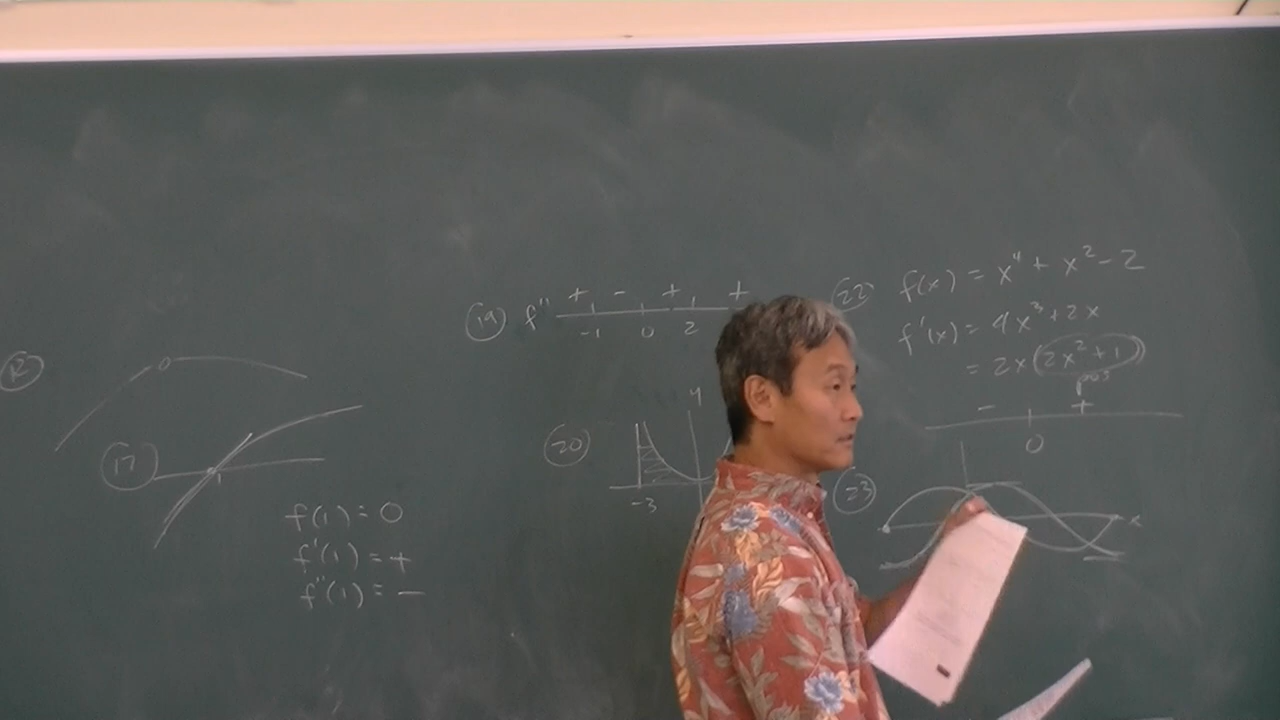 12
17
1
f(1) = 0
f'(1) = +
f''(1) = −
19 f'' + − + +
-1 0 2
20 y
-3
22 f(x) = x⁴ + x² − 2
f'(x) = 4x³ + 2x
= 2x(2x² + 1)
pos
− +
0
23 x